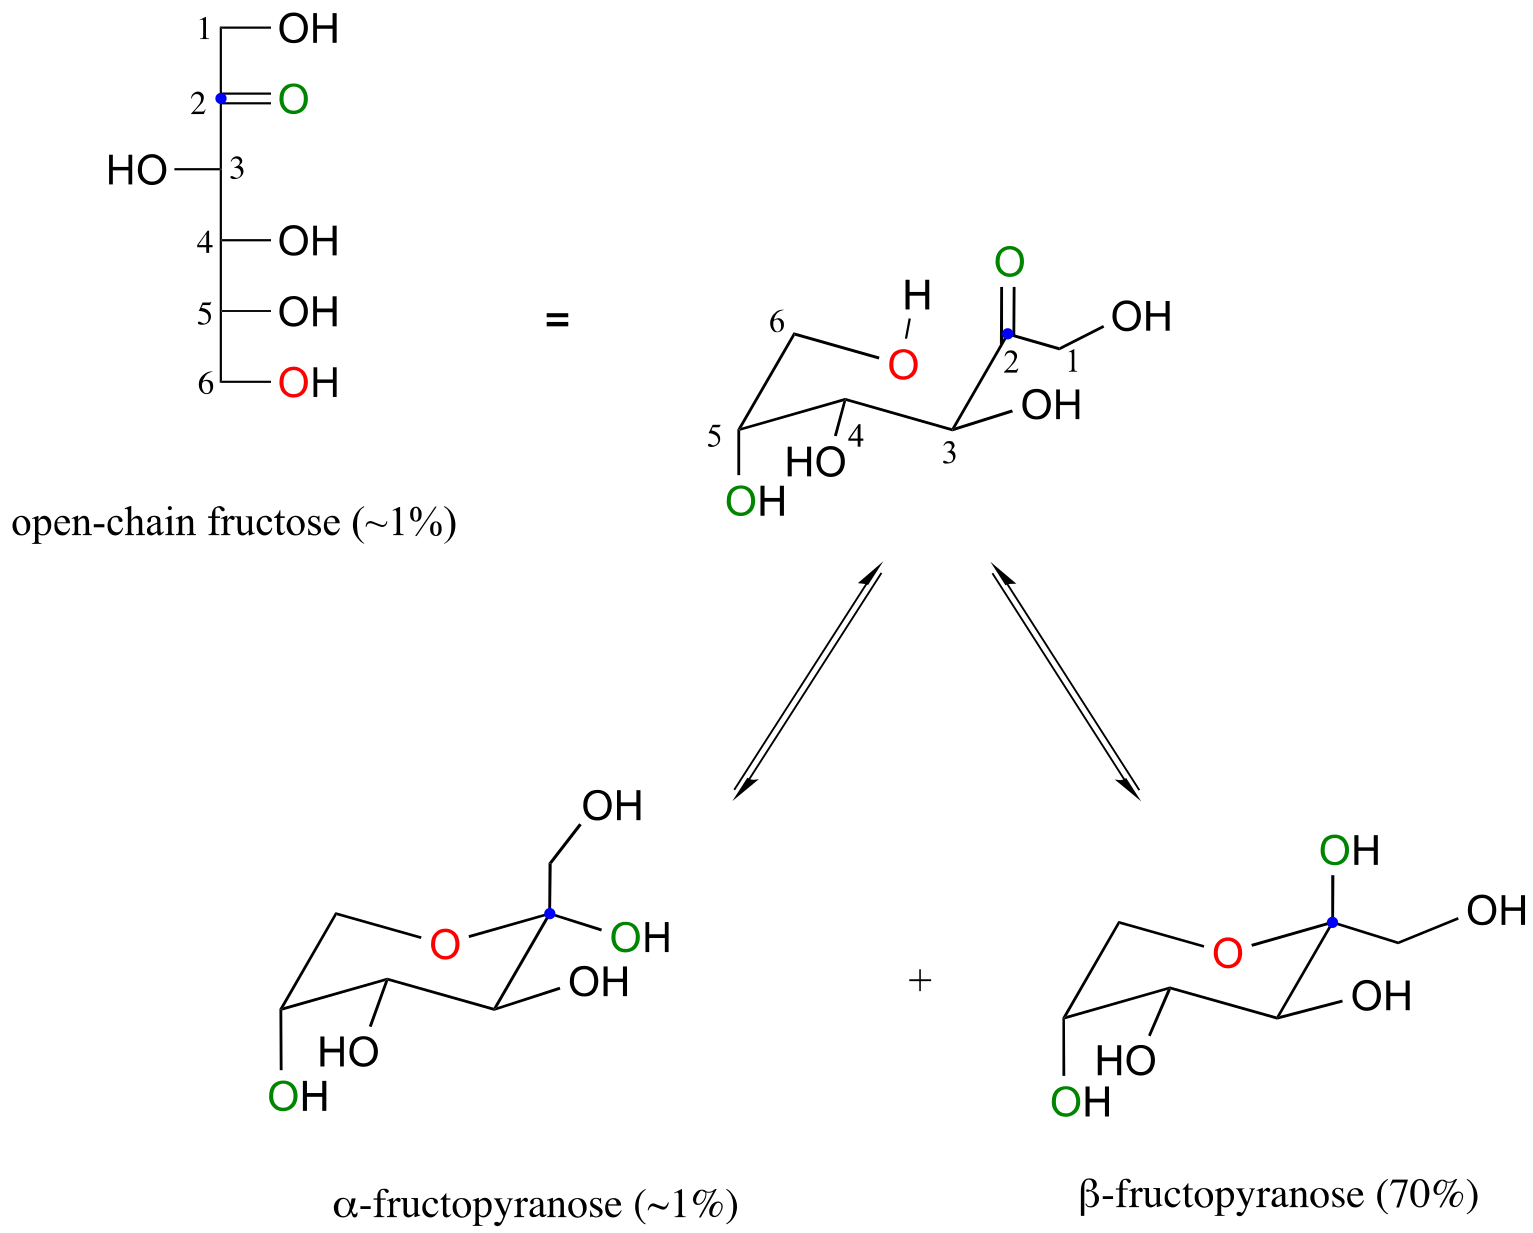 1 OH
2 O
HO 3
4 OH
5 OH
6 OH
open-chain fructose (~1%)
=
O
H
6 OH
O 2 1
OH
5 4
HO 3
OH
OH
O OH
OH
HO
OH
α-fructopyranose (~1%)
+
OH
OH
O
OH
HO
OH
β-fructopyranose (70%)